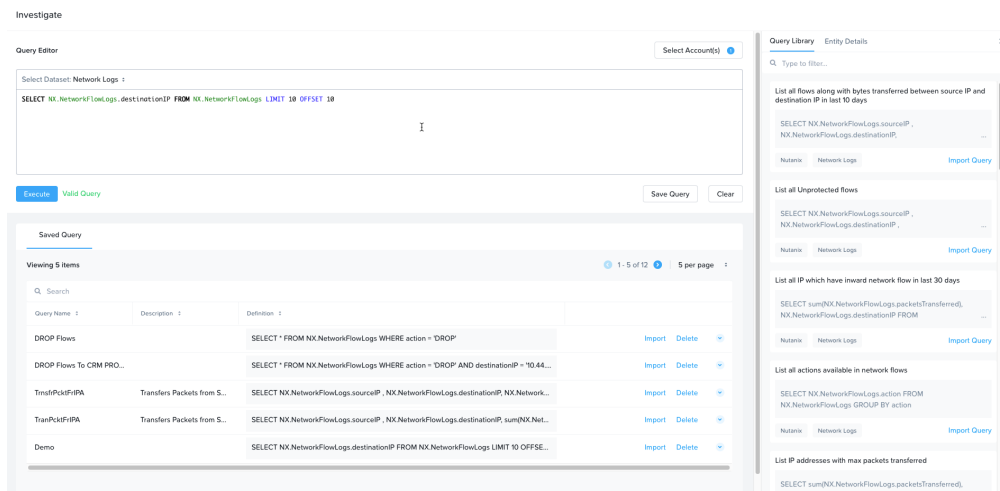 Investigate
Query Editor
Select Account(s)
Select Dataset: Network Logs
SELECT NX.NetworkFlowLogs.destinationIP FROM NX.NetworkFlowLogs LIMIT 10 OFFSET 10
Execute
Valid Query
Save Query
Clear
Saved Query
Viewing 5 items
1 - 5 of 12
5 per page
Search
Query Name
Description
Definition
DROP Flows
SELECT * FROM NX.NetworkFlowLogs WHERE action = 'DROP'
Import
Delete
DROP Flows To CRM PRO...
SELECT * FROM NX.NetworkFlowLogs WHERE action = 'DROP' AND destinationIP = '10.44....
Import
Delete
TrnsfrPcktFrIPA
Transfers Packets from S...
SELECT NX.NetworkFlowLogs.sourceIP , NX.NetworkFlowLogs.destinationIP, NX.Network...
Import
Delete
TranPcktFrIPA
Transfers Packets from S...
SELECT NX.NetworkFlowLogs.sourceIP , NX.NetworkFlowLogs.destinationIP, sum(NX.Net...
Import
Delete
Demo
SELECT NX.NetworkFlowLogs.destinationIP FROM NX.NetworkFlowLogs LIMIT 10 OFFSE...
Import
Delete
Query Library
Entity Details
Type to filter...
List all flows along with bytes transferred between source IP and
destination IP in last 10 days
SELECT NX.NetworkFlowLogs.sourceIP ,
NX.NetworkFlowLogs.destinationIP, ...
Nutanix
Network Logs
Import Query
List all Unprotected flows
SELECT NX.NetworkFlowLogs.sourceIP ,
NX.NetworkFlowLogs.destinationIP , ...
Nutanix
Network Logs
Import Query
List all IP which have inward network flow in last 30 days
SELECT sum(NX.NetworkFlowLogs.packetsTransferred),
NX.NetworkFlowLogs.destinationIP FROM ...
Nutanix
Network Logs
Import Query
List all actions available in network flows
SELECT NX.NetworkFlowLogs.action FROM
NX.NetworkFlowLogs GROUP BY action
Nutanix
Network Logs
Import Query
List IP addresses with max packets transferred
SELECT sum(NX.NetworkFlowLogs.packetsTransferred),